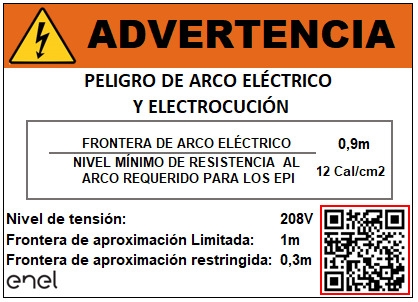 ADVERTENCIA
PELIGRO DE ARCO ELÉCTRICO
Y ELECTROCUCIÓN
FRONTERA DE ARCO ELÉCTRICO 0,9m
NIVEL MÍNIMO DE RESISTENCIA AL
ARCO REQUERIDO PARA LOS EPI 12 Cal/cm2
Nivel de tensión: 208V
Frontera de aproximación Limitada: 1m
Frontera de aproximación restringida: 0,3m
enel